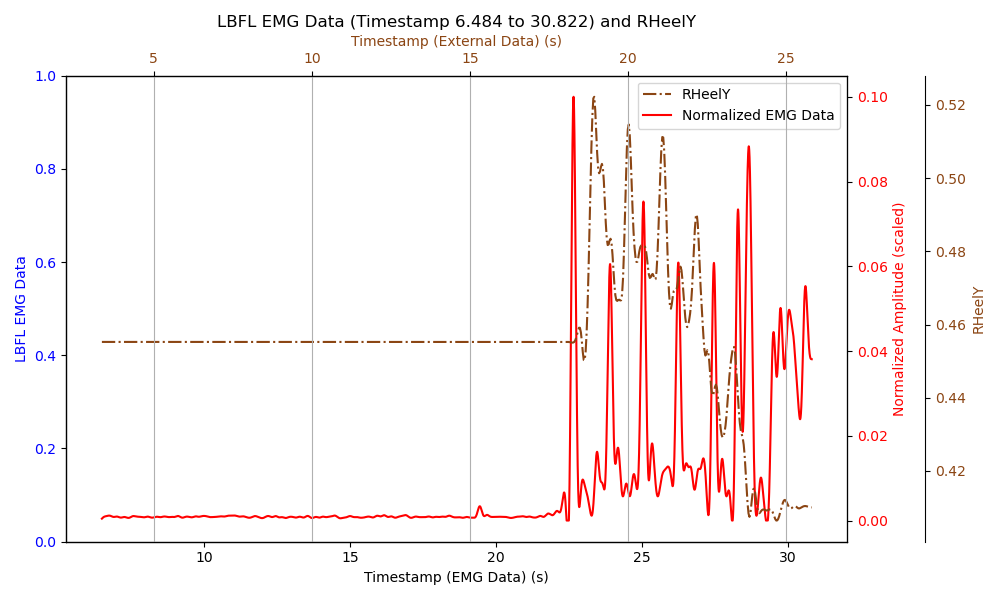 LBFL EMG Data (Timestamp 6.484 to 30.822) and RHeelY
Timestamp (External Data) (s)
5 10 15 20 25
RHeelY
Normalized EMG Data
1.0
0.8
0.6
0.4
0.2
0.0
LBFL EMG Data
0.10
0.08
0.06
0.04
0.02
0.00
Normalized Amplitude (scaled)
0.52
0.50
0.48
0.46
0.44
0.42
RHeelY
10 15 20 25 30
Timestamp (EMG Data) (s)